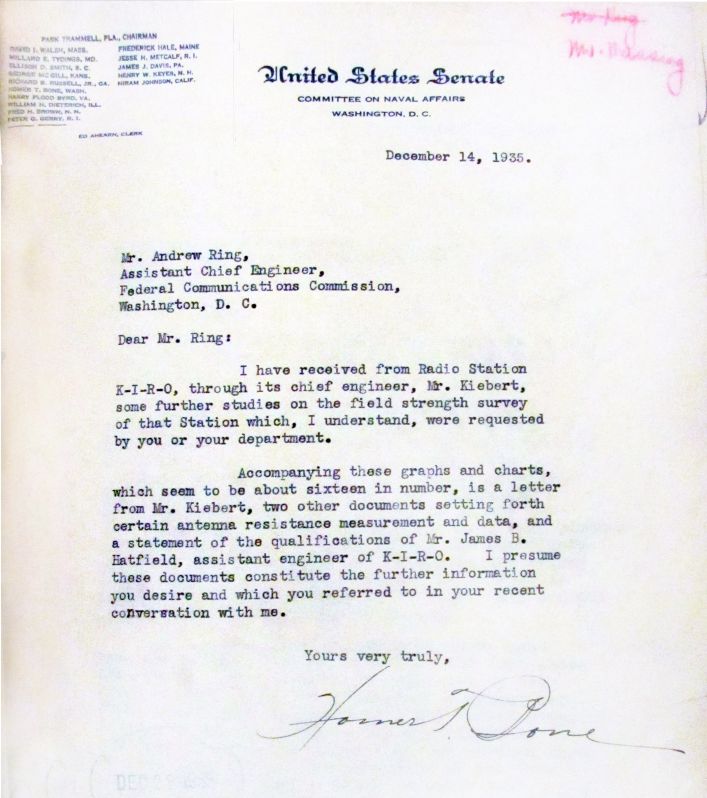 PARK TRAMMELL, FLA., CHAIRMAN
DAVID I. WALSH, MASS.
MILLARD E. TYDINGS, MD.
ELLISON D. SMITH, S. C.
GEORGE MC GILL, KANS.
RICHARD B. RUSSELL, JR., GA.
HOMER T. BONE, WASH.
HARRY FLOOD BYRD, VA.
WILLIAM H. DIETERICH, ILL.
FRED H. BROWN, N. H.
PETER G. GERRY, R. I.
FREDERICK HALE, MAINE
JESSE H. METCALF, R. I.
JAMES J. DAVIS, PA.
HENRY W. KEYES, N. H.
HIRAM JOHNSON, CALIF.
ED AHEARN, CLERK
Mr Ring
Mr.
United States Senate
COMMITTEE ON NAVAL AFFAIRS
WASHINGTON, D. C.
December 14, 1935.
Mr. Andrew Ring,
Assistant Chief Engineer,
Federal Communications Commission,
Washington, D. C.
Dear Mr. Ring:
I have received from Radio Station
K-I-R-O, through its chief engineer, Mr. Kiebert,
some further studies on the field strength survey
of that Station which, I understand, were requested
by you or your department.
Accompanying these graphs and charts,
which seem to be about sixteen in number, is a letter
from Mr. Kiebert, two other documents setting forth
certain antenna resistance measurement and data, and
a statement of the qualifications of Mr. James B.
Hatfield, assistant engineer of K-I-R-O. I presume
these documents constitute the further information
you desire and which you referred to in your recent
conversation with me.
Yours very truly,
Homer T. Bone
DEC